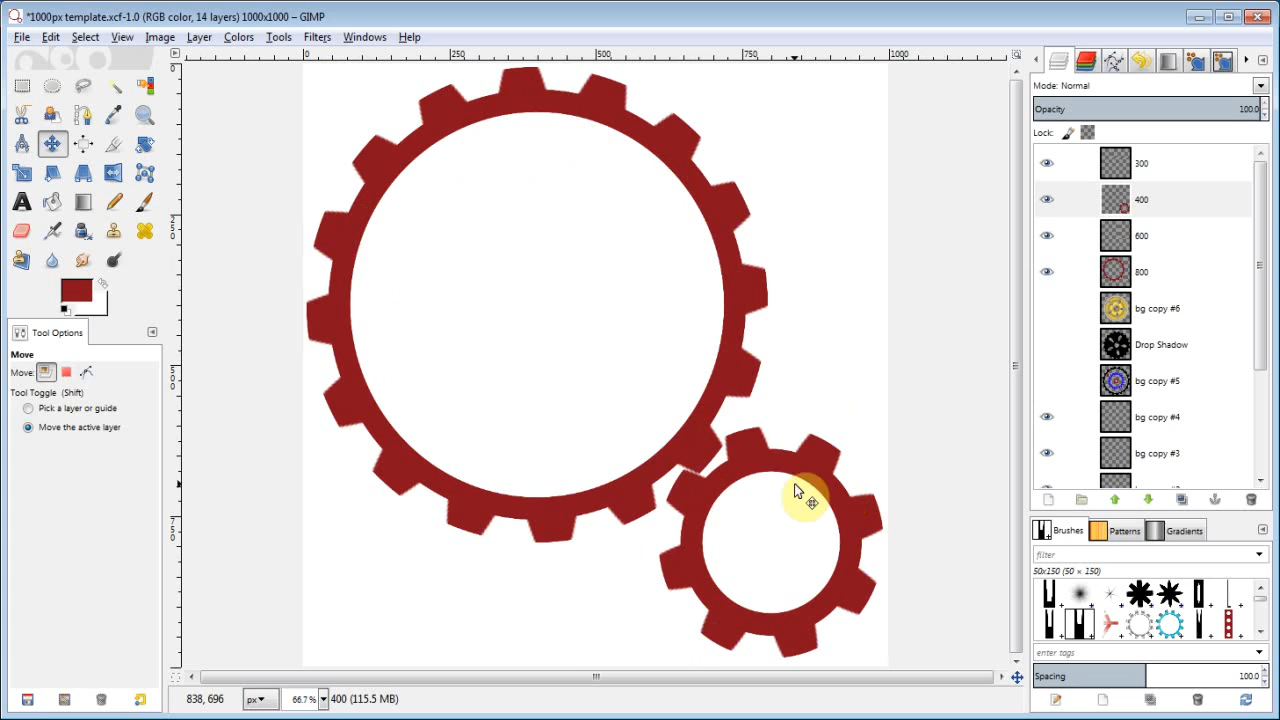 *1000px template.xcf-1.0 (RGB color, 14 layers) 1000x1000 – GIMP
File Edit Select View Image Layer Colors Tools Filters Windows Help
0 250 500 750 1000
0
250
500
750
Tool Options
Move
Move:
Tool Toggle (Shift)
Pick a layer or guide
Move the active layer
838, 696 px 66.7% 400 (115.5 MB)
Mode: Normal
Opacity 100.0
Lock:
300
400
600
800
bg copy #6
Drop Shadow
bg copy #5
bg copy #4
bg copy #3
Brushes Patterns Gradients
filter
50x150 (50 × 150)
enter tags
Spacing 100.0